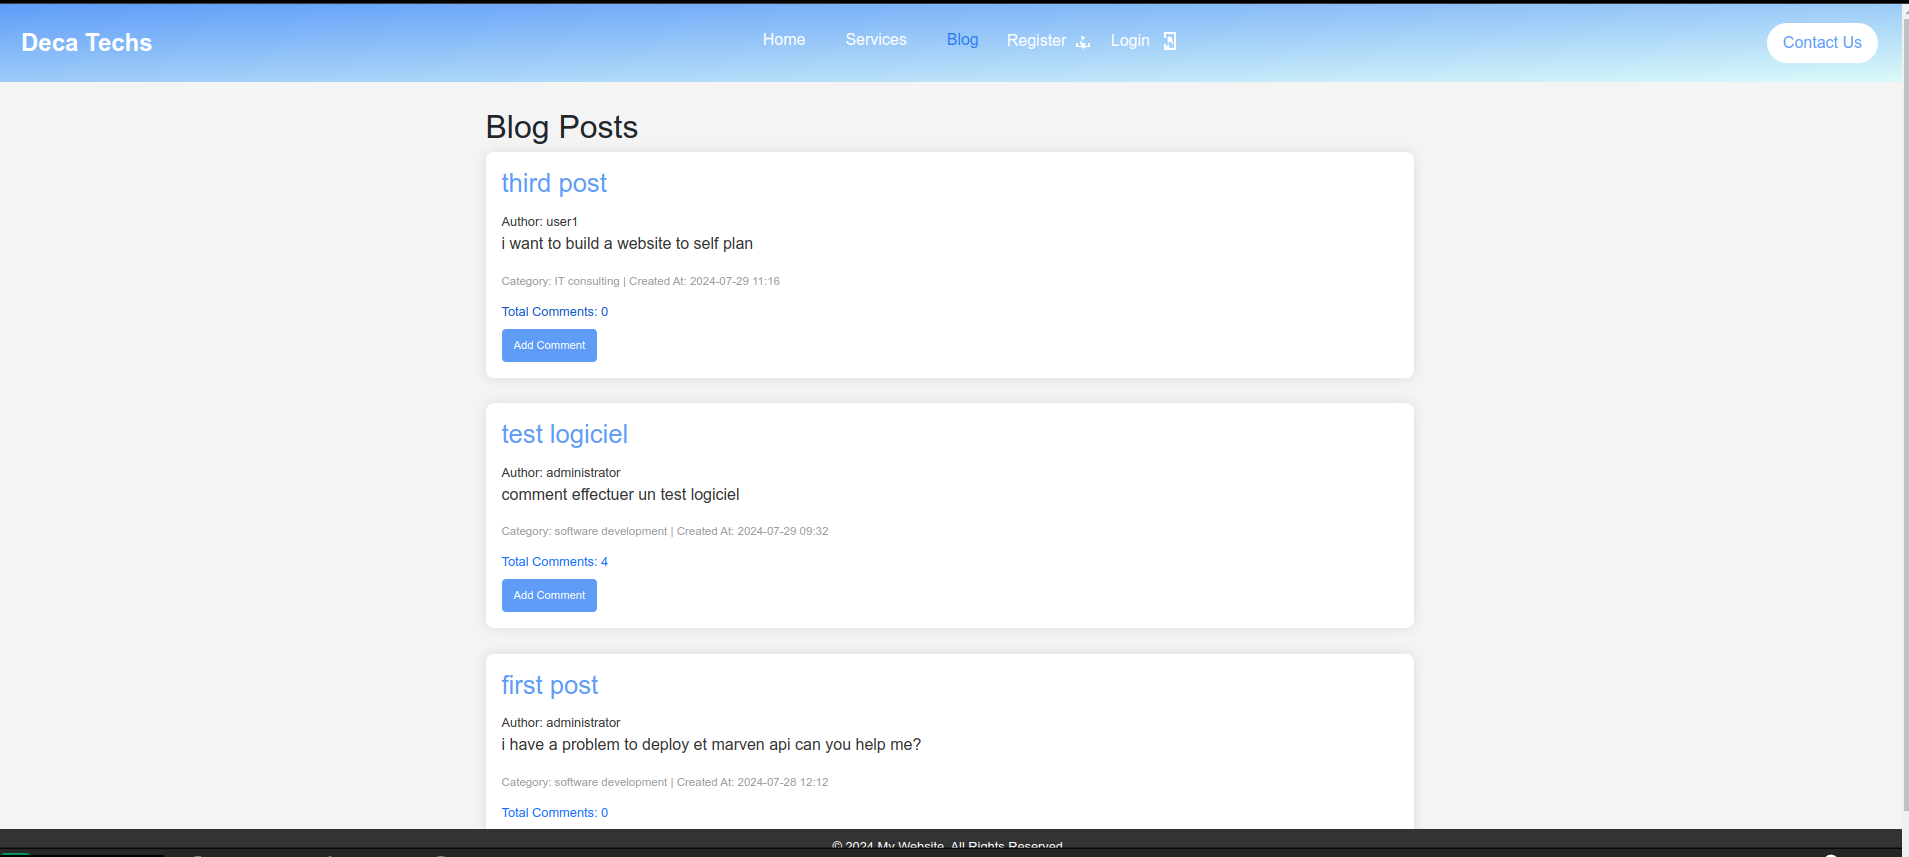 Deca Techs
Home Services Blog Register Login
Contact Us
Blog Posts
third post
Author: user1
i want to build a website to self plan
Category: IT consulting | Created At: 2024-07-29 11:16
Total Comments: 0
Add Comment
test logiciel
Author: administrator
comment effectuer un test logiciel
Category: software development | Created At: 2024-07-29 09:32
Total Comments: 4
Add Comment
first post
Author: administrator
i have a problem to deploy et marven api can you help me?
Category: software development | Created At: 2024-07-28 12:12
Total Comments: 0
© 2024 My Website. All Rights Reserved